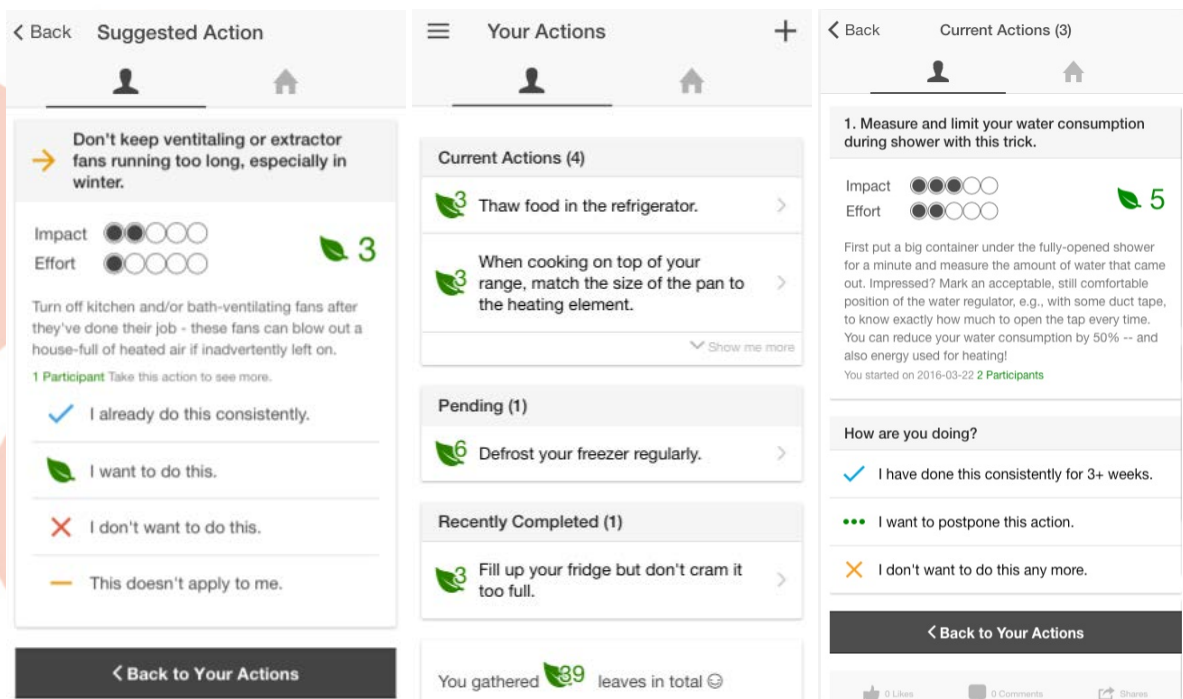 Back Suggested Action
Don't keep ventitaling or extractor
fans running too long, especially in
winter.
Impact
3
Effort
Turn off kitchen and/or bath-ventilating fans after
they've done their job - these fans can blow out a
house-full of heated air if inadvertently left on.
1 Participant Take this action to see more.
I already do this consistently.
I want to do this.
I don't want to do this.
This doesn't apply to me.
Back to Your Actions
Your Actions
Current Actions (4)
3 Thaw food in the refrigerator.
When cooking on top of your
3 range, match the size of the pan to
the heating element.
Show me more
Pending (1)
6 Defrost your freezer regularly.
Recently Completed (1)
3 Fill up your fridge but don't cram it
too full.
You gathered 39 leaves in total
Back Current Actions (3)
1. Measure and limit your water consumption
during shower with this trick.
Impact
5
Effort
First put a big container under the fully-opened shower
for a minute and measure the amount of water that came
out. Impressed? Mark an acceptable, still comfortable
position of the water regulator, e.g., with some duct tape,
to know exactly how much to open the tap every time.
You can reduce your water consumption by 50% -- and
also energy used for heating!
You started on 2016-03-22 2 Participants
How are you doing?
I have done this consistently for 3+ weeks.
I want to postpone this action.
I don't want to do this any more.
Back to Your Actions
0 Likes 0 Comments Shares